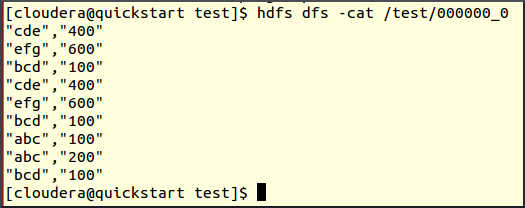 [cloudera@quickstart test]$ hdfs dfs -cat /test/000000_0
"cde","400"
"efg","600"
"bcd","100"
"cde","400"
"efg","600"
"bcd","100"
"abc","100"
"abc","200"
"bcd","100"
[cloudera@quickstart test]$